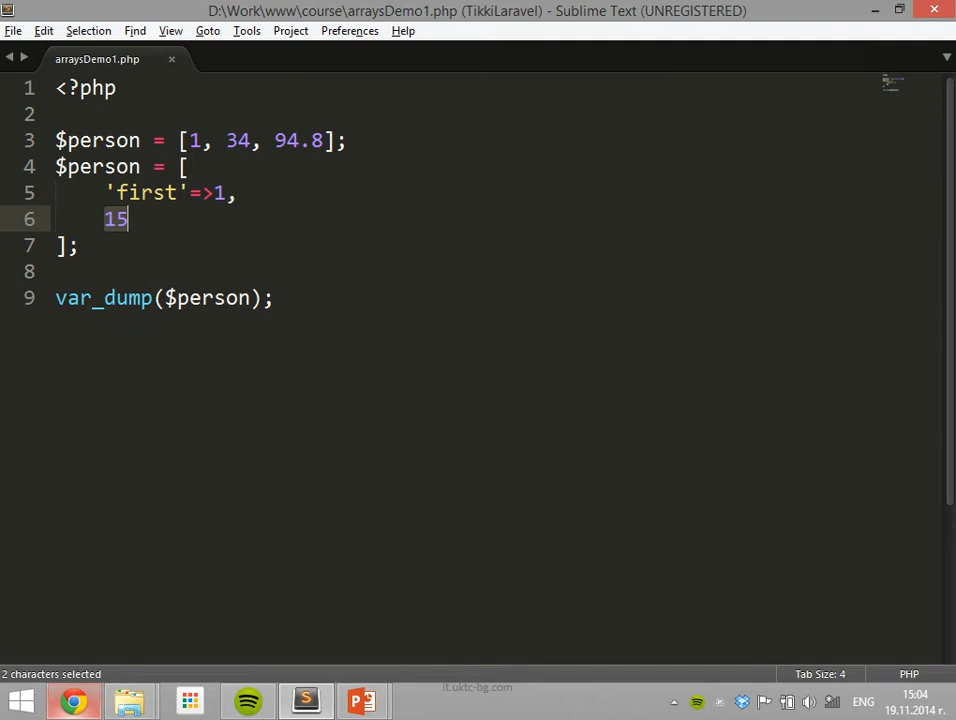 D:\Work\www\course\arraysDemo1.php (TikkiLaravel) - Sublime Text (UNREGISTERED)
File Edit Selection Find View Goto Tools Project Preferences Help
arraysDemo1.php
1 <?php
2
3 $person = [1, 34, 94.8];
4 $person = [
5 'first'=>1,
6 15
7 ];
8
9 var_dump($person);
2 characters selected Tab Size: 4 PHP
it.uktc-bg.com
ENG
15:04
19.11.2014 г.